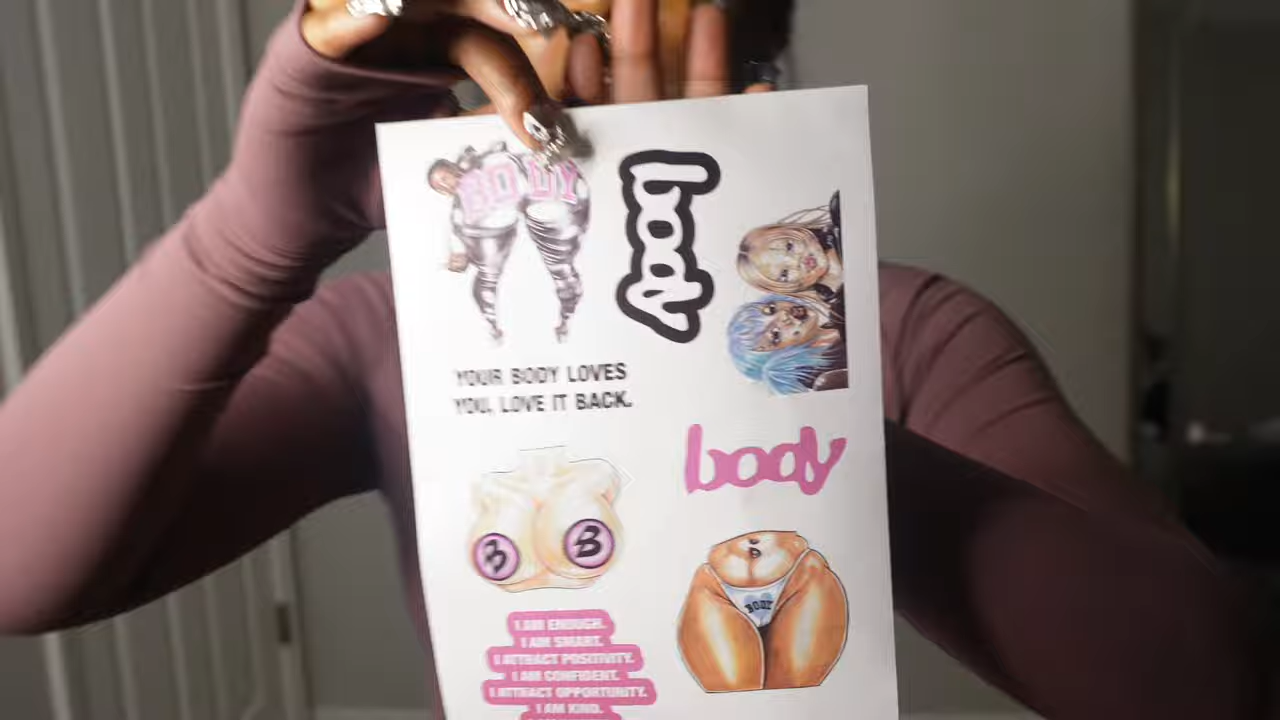 BODY
body
YOUR BODY LOVES
YOU, LOVE IT BACK.
body
B B
BODY
I AM ENOUGH.
I AM SMART.
I ATTRACT POSITIVITY.
I AM CONFIDENT.
I ATTRACT OPPORTUNITY.
I AM KIND.